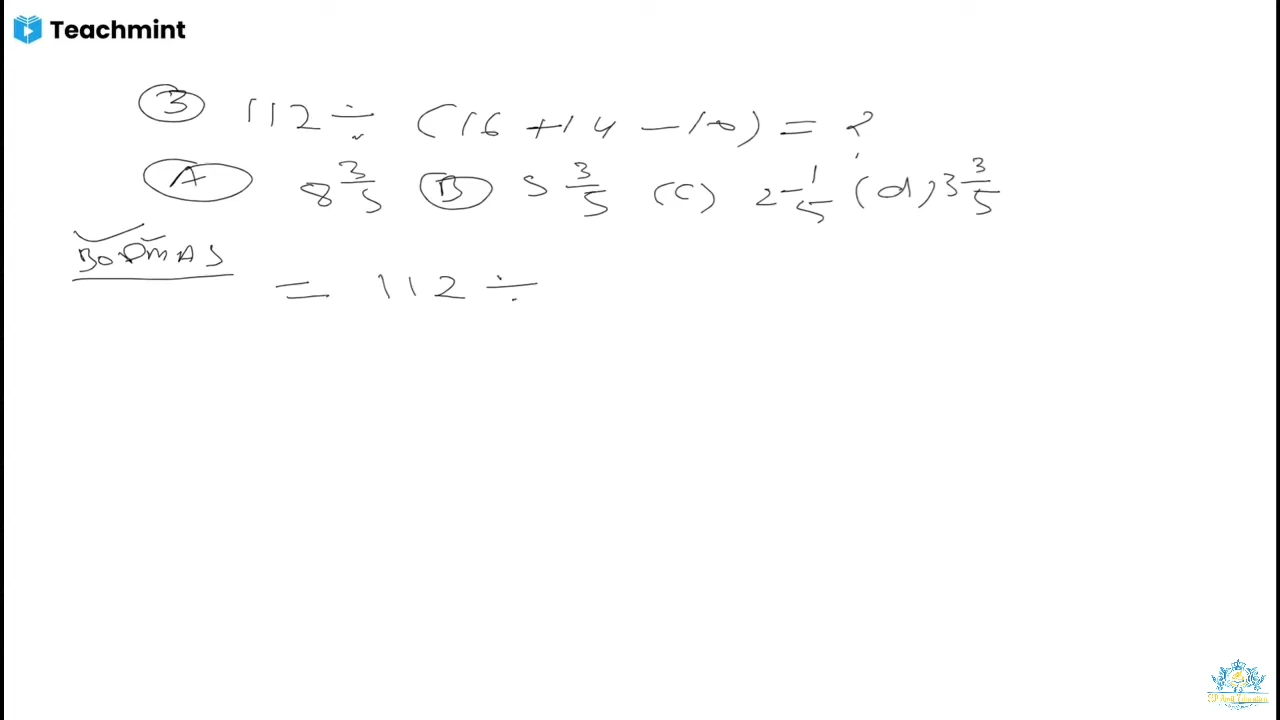 Teachmint
3 112 ÷ (16 + 14 - 10) = ?
A 8 3/5 B 5 3/5 (C) 2 1/5 (d) 3 3/5
BODMAS
= 112 ÷